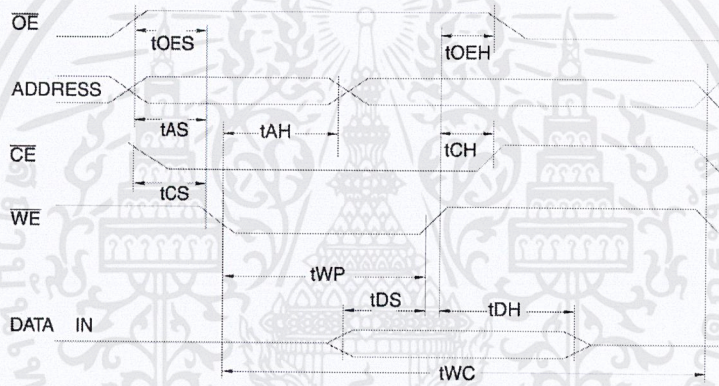 OE
tOES
tOEH
ADDRESS
tAS
tAH
tCH
CE
tCS
WE
tWP
tDS
tDH
DATA IN
tWC